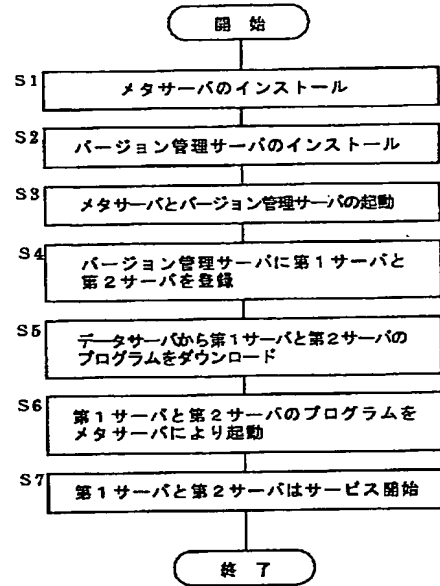 開 始
S1
メタサーバのインストール
S2
バージョン管理サーバのインストール
S3
メタサーバとバージョン管理サーバの起動
S4
バージョン管理サーバに第1サーバと
第2サーバを登録
S5
データサーバから第1サーバと第2サーバの
プログラムをダウンロード
S6
第1サーバと第2サーバのプログラムを
メタサーバにより起動
S7
第1サーバと第2サーバはサービス開始
終 了